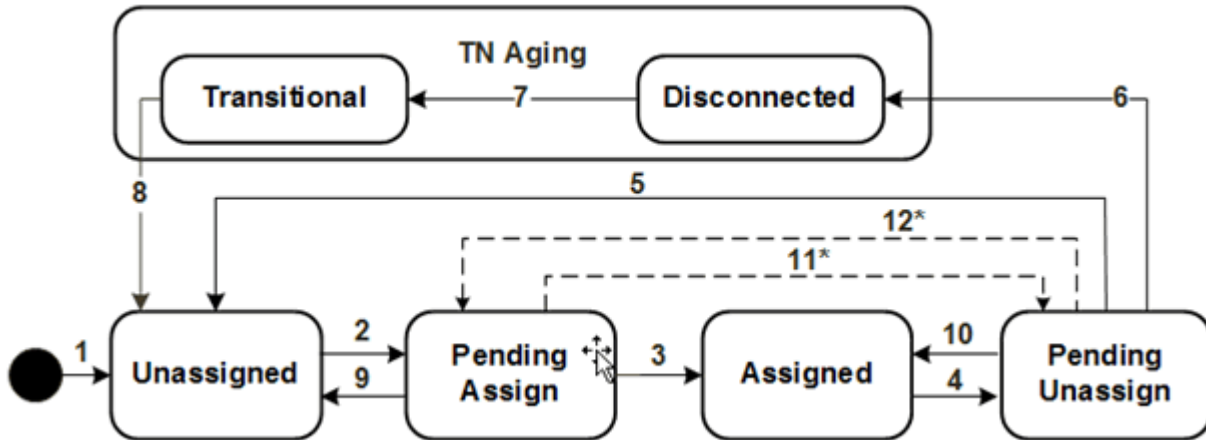 TN Aging
Transitional
7
Disconnected
6
8
5
12*
11*
1
Unassigned
2
9
Pending
Assign
3
Assigned
10
4
Pending
Unassign